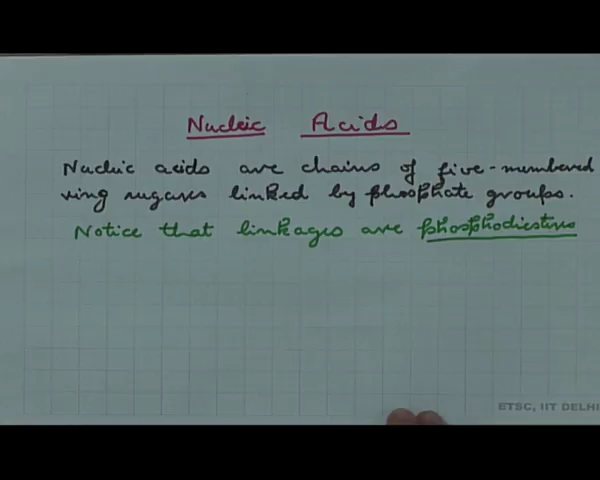 Nucleic Acids
Nucleic acids are chains of five-numbered
ring sugars linked by phosphate groups.
Notice that linkages are phosphodiesters
ETSC, IIT DELHI